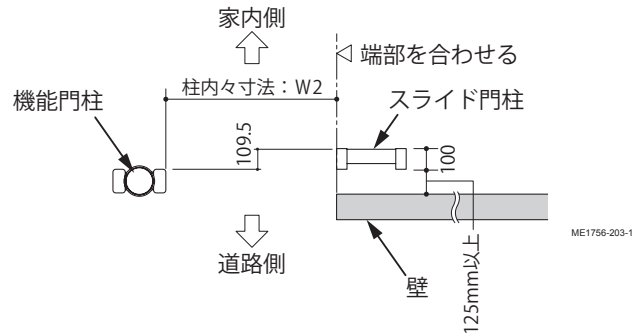 家内側
端部を合わせる
柱内々寸法：W2
機能門柱
スライド門柱
109.5
100
道路側
125mm以上
壁
ME1756-203-1